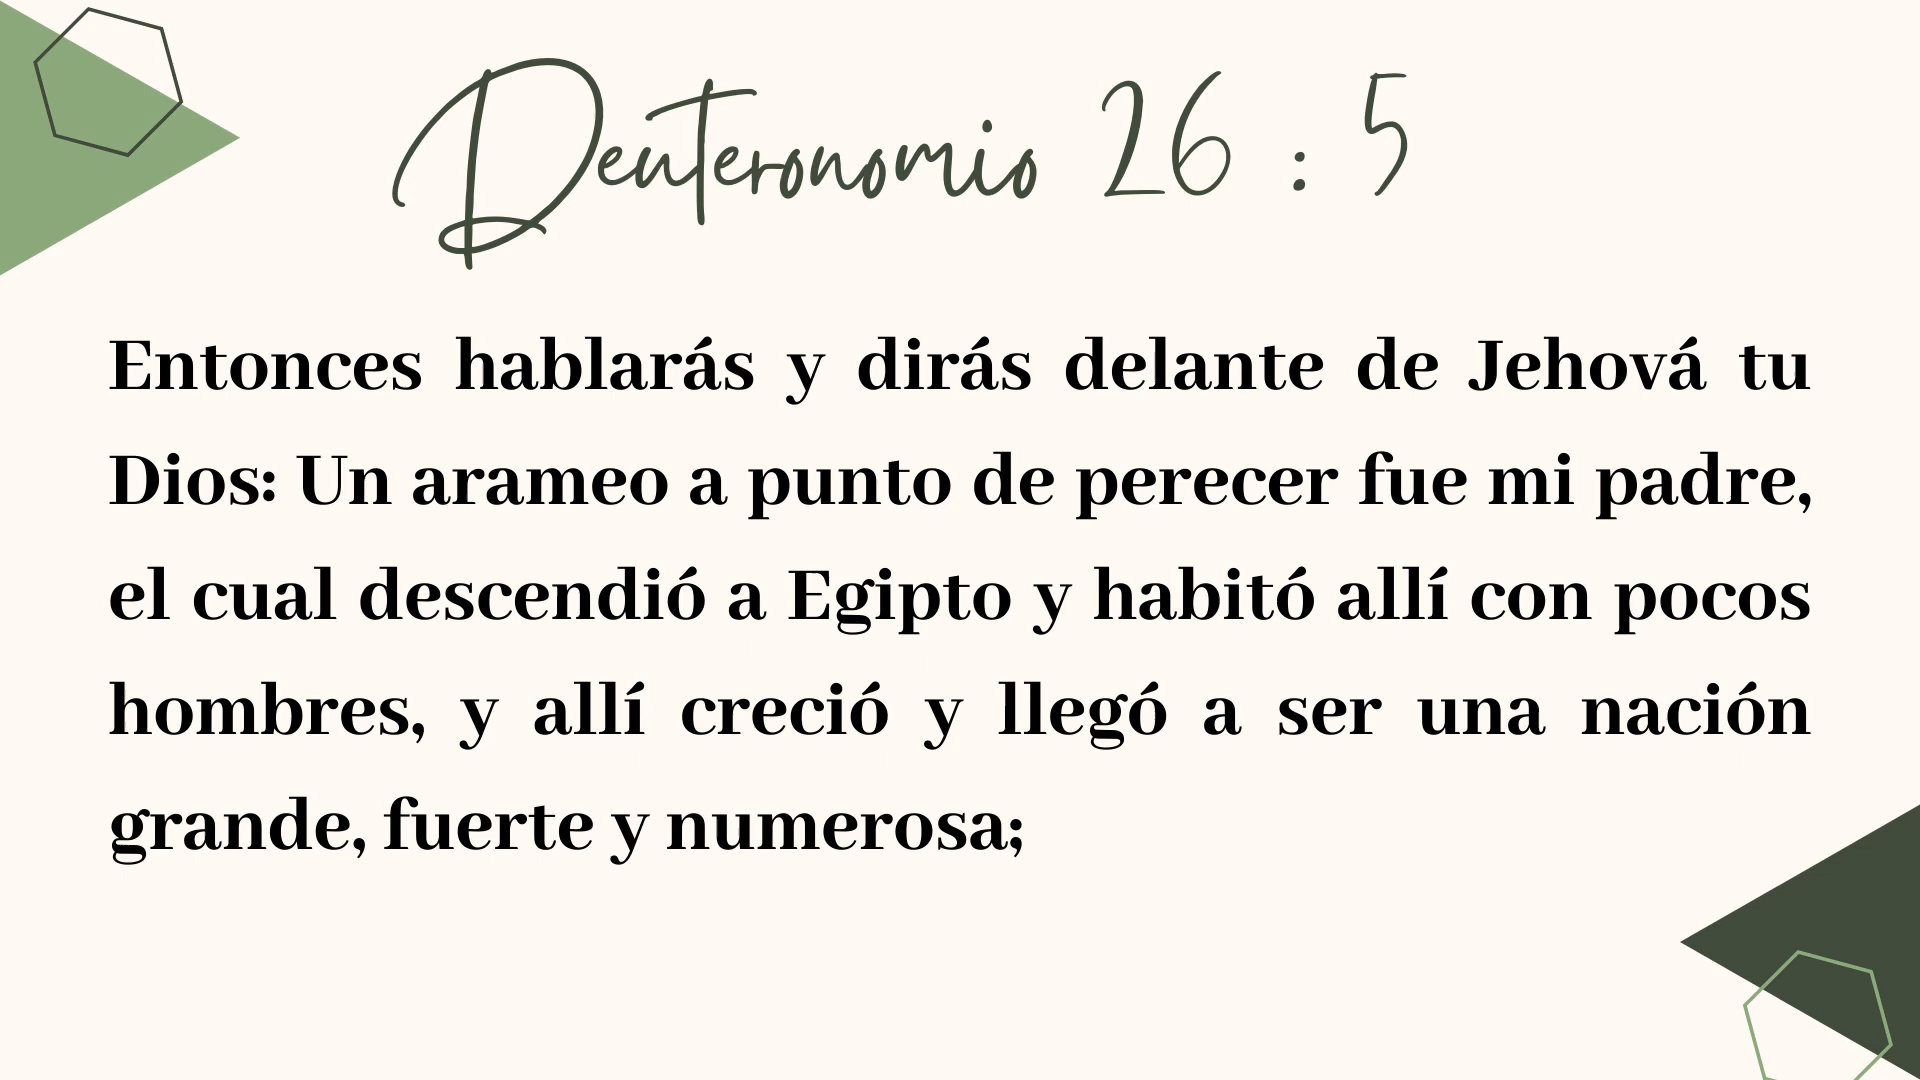 Deuteronomio 26 : 5
Entonces hablarás y dirás delante de Jehová tu
Dios: Un arameo a punto de perecer fue mi padre,
el cual descendió a Egipto y habitó allí con pocos
hombres, y allí creció y llegó a ser una nación
grande, fuerte y numerosa;